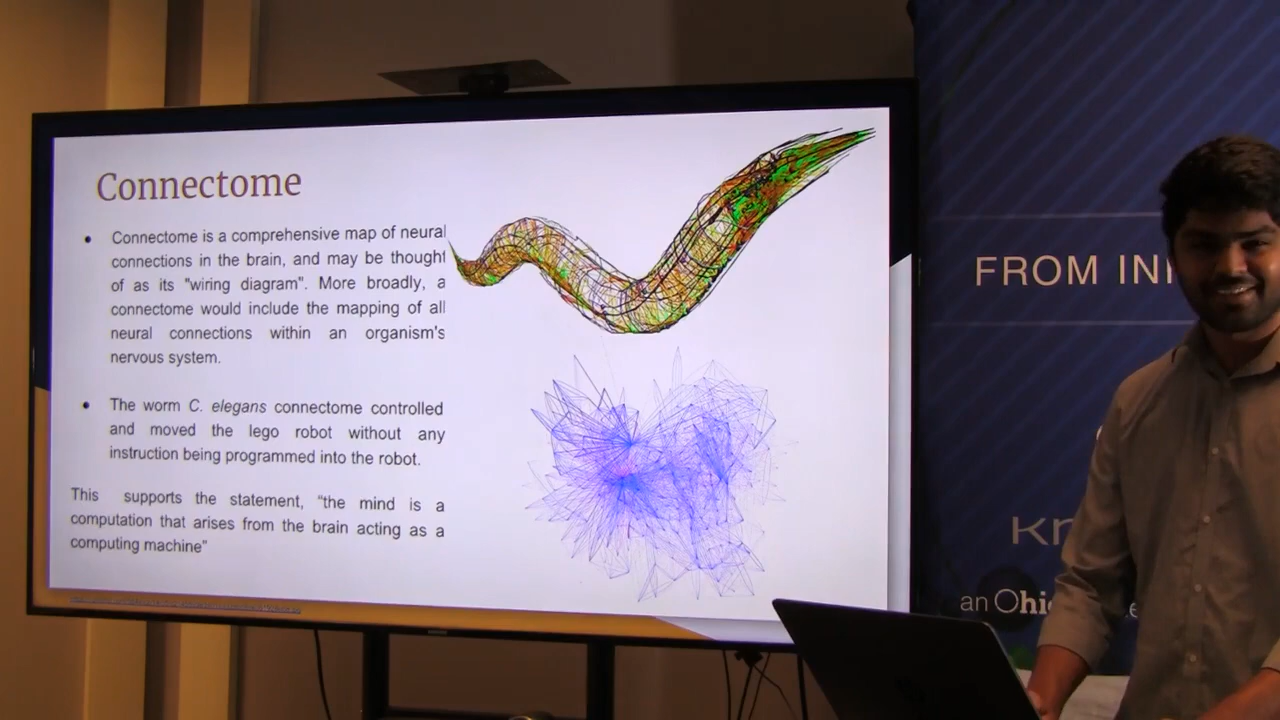 Connectome
• Connectome is a comprehensive map of neural
connections in the brain, and may be thought
of as its "wiring diagram". More broadly, a
connectome would include the mapping of all
neural connections within an organism's
nervous system.
• The worm C. elegans connectome controlled
and moved the lego robot without any
instruction being programmed into the robot.
This supports the statement, “the mind is a
computation that arises from the brain acting as a
computing machine”
FROM
an